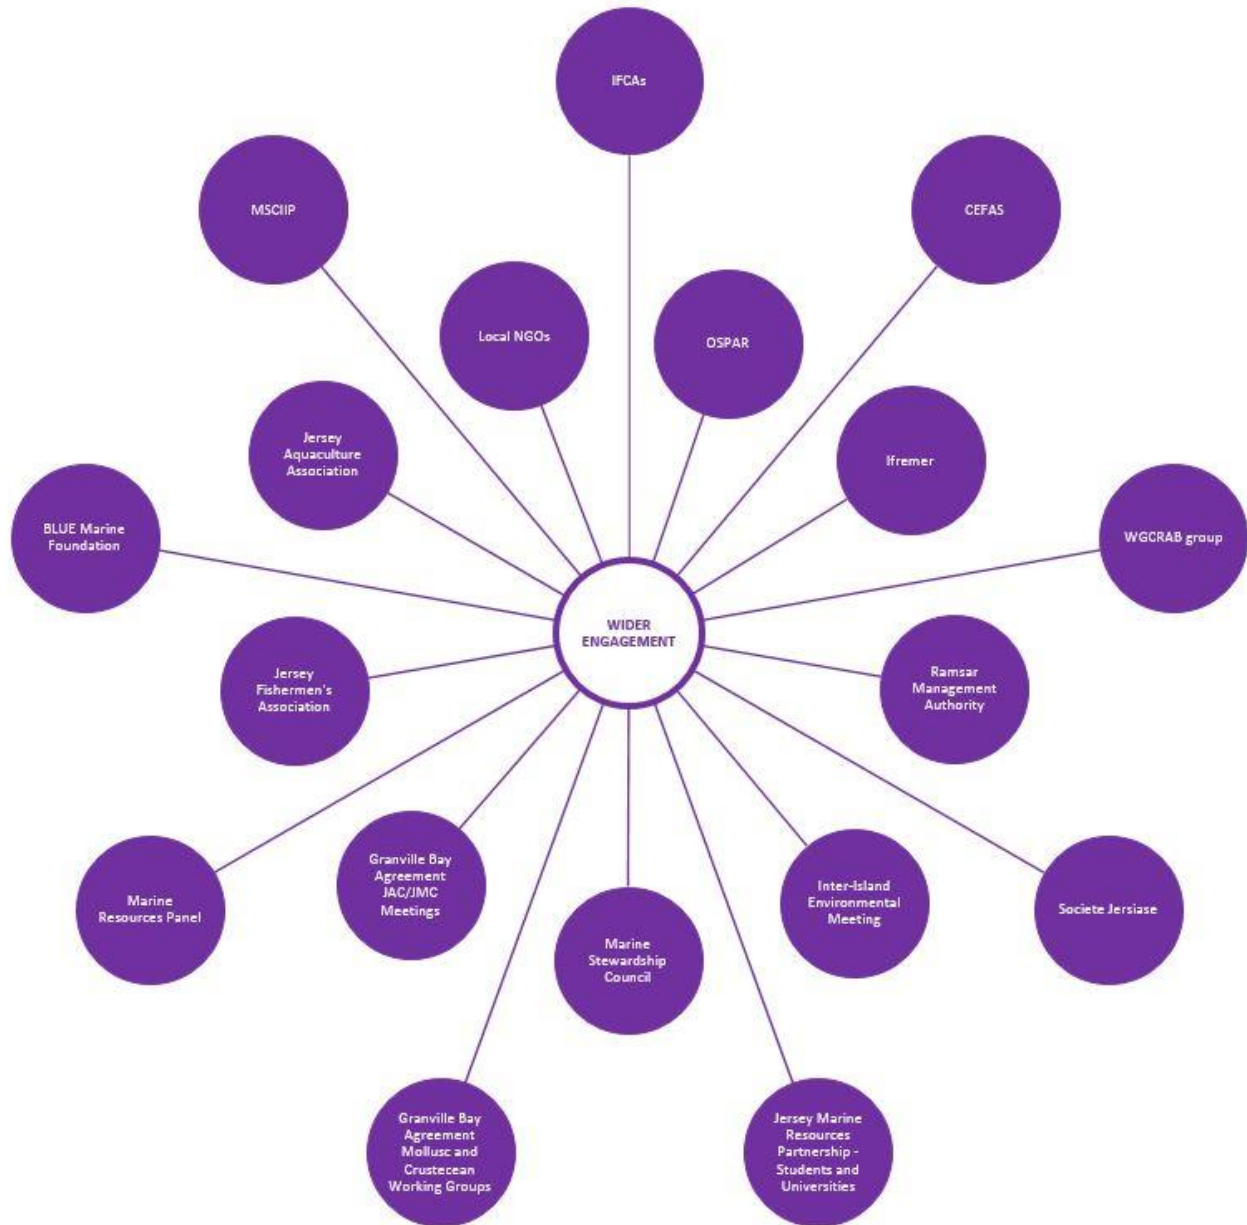 IFCAs
MSCIIP
CEFAS
Local NGOs
OSPAR
Jersey
Aquaculture
Association
Ifremer
BLUE Marine
Foundation
WGCRAB group
WIDER
ENGAGEMENT
Jersey
Fishermen's
Association
Ramsar
Management
Authority
Marine
Resources Panel
Granville Bay
Agreement
JAC/JMC
Meetings
Marine
Stewardship
Council
Inter-Island
Environmental
Meeting
Societe Jersiase
Granville Bay
Agreement
Mollusc and
Crustecean
Working Groups
Jersey Marine
Resources
Partnership -
Students and
Universities